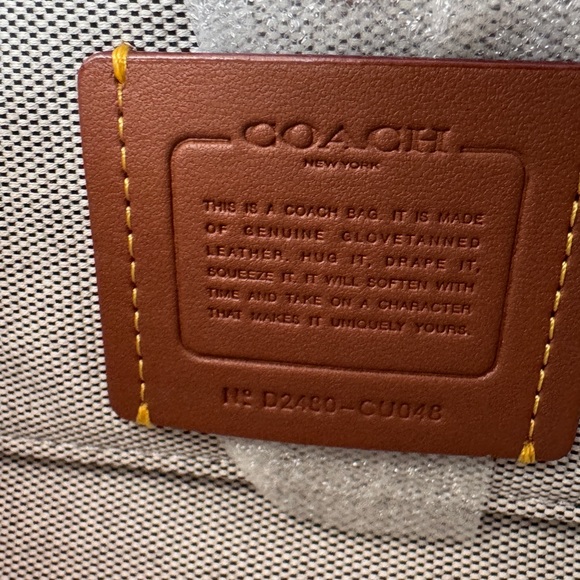 COACH
NEW YORK
THIS IS A COACH BAG. IT IS MADE
OF GENUINE GLOVETANNED
LEATHER. HUG IT, DRAPE IT,
SQUEEZE IT. IT WILL SOFTEN WITH
TIME AND TAKE ON A CHARACTER
THAT MAKES IT UNIQUELY YOURS.
Nº D2480-CU048